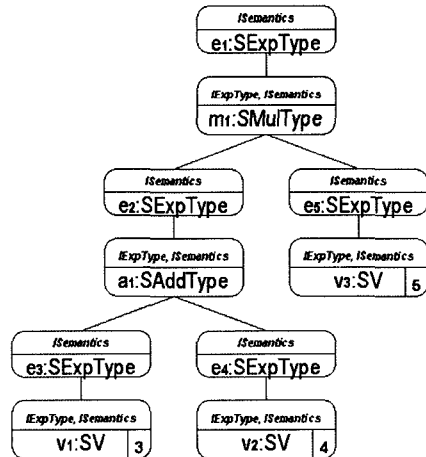 ISemantics
e1:SExpType
IExpType, ISemantics
m1:SMulType
ISemantics
e2:SExpType
ISemantics
e5:SExpType
IExpType, ISemantics
a1:SAddType
IExpType, ISemantics
v3:SV 5
ISemantics
e3:SExpType
ISemantics
e4:SExpType
IExpType, ISemantics
v1:SV 3
IExpType, ISemantics
v2:SV 4